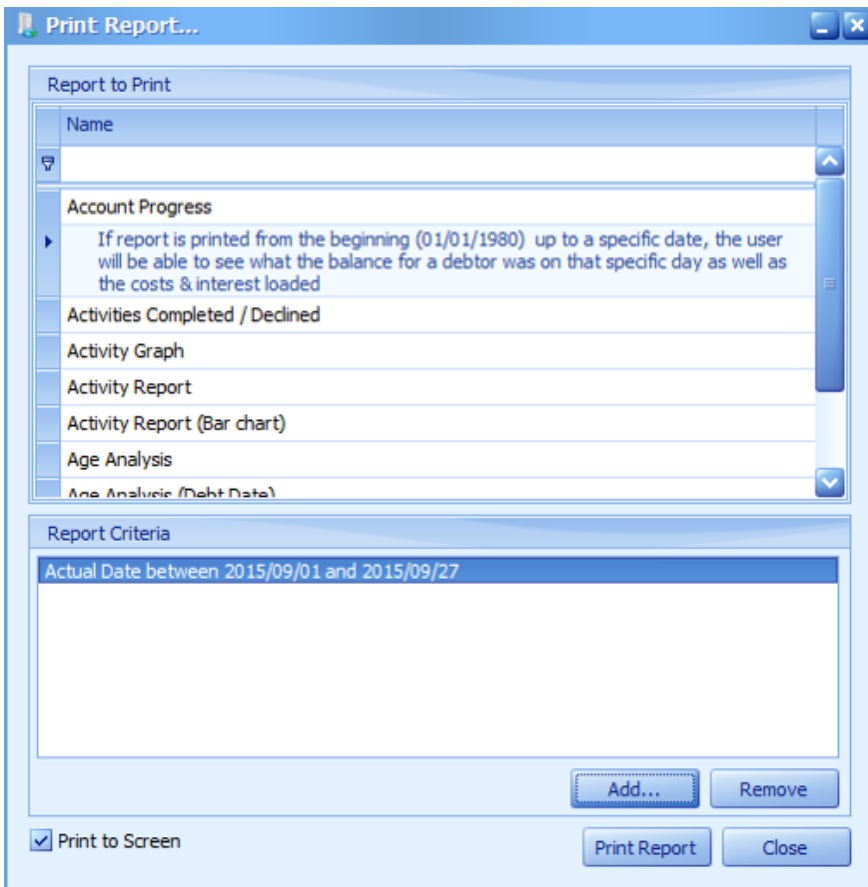 Print Report...
Report to Print
Name
Account Progress
If report is printed from the beginning (01/01/1980)  up to a specific date, the user
will be able to see what the balance for a debtor was on that specific day as well as
the costs & interest loaded
Activities Completed / Declined
Activity Graph
Activity Report
Activity Report (Bar chart)
Age Analysis
Age Analysis (Debt Date)
Report Criteria
Actual Date between 2015/09/01 and 2015/09/27
Add...
Remove
Print to Screen
Print Report
Close